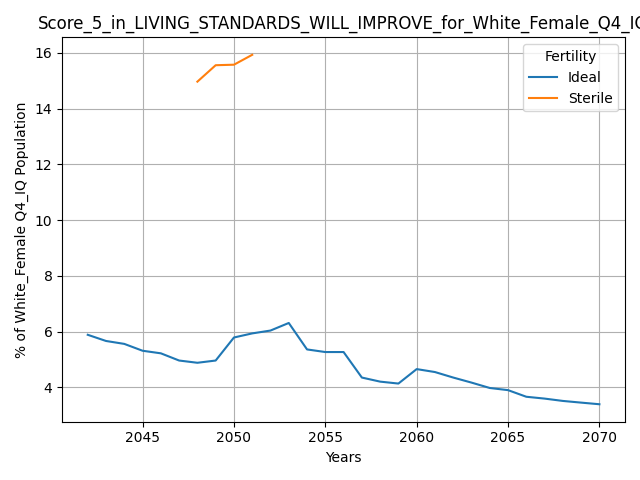 Score_5_in_LIVING_STANDARDS_WILL_IMPROVE_for_White_Female_Q4_IQ
Fertility
Ideal
Sterile
% of White_Female Q4_IQ Population
16
14
12
10
8
6
4
2045 2050 2055 2060 2065 2070
Years